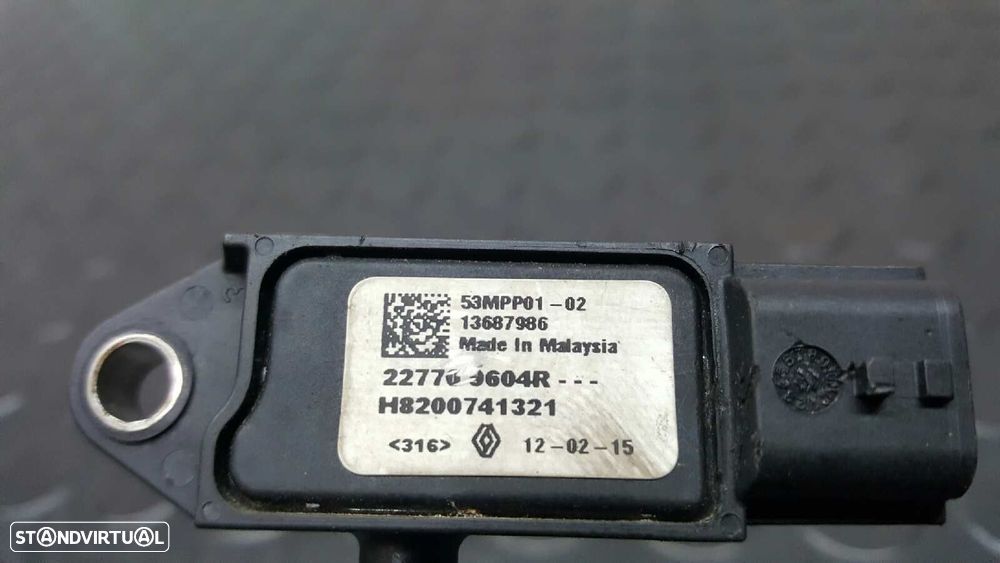 53MPP01-02
13687986
Made In Malaysia
H8200741321
<316> 12-02-15
STANDVIRTUAL